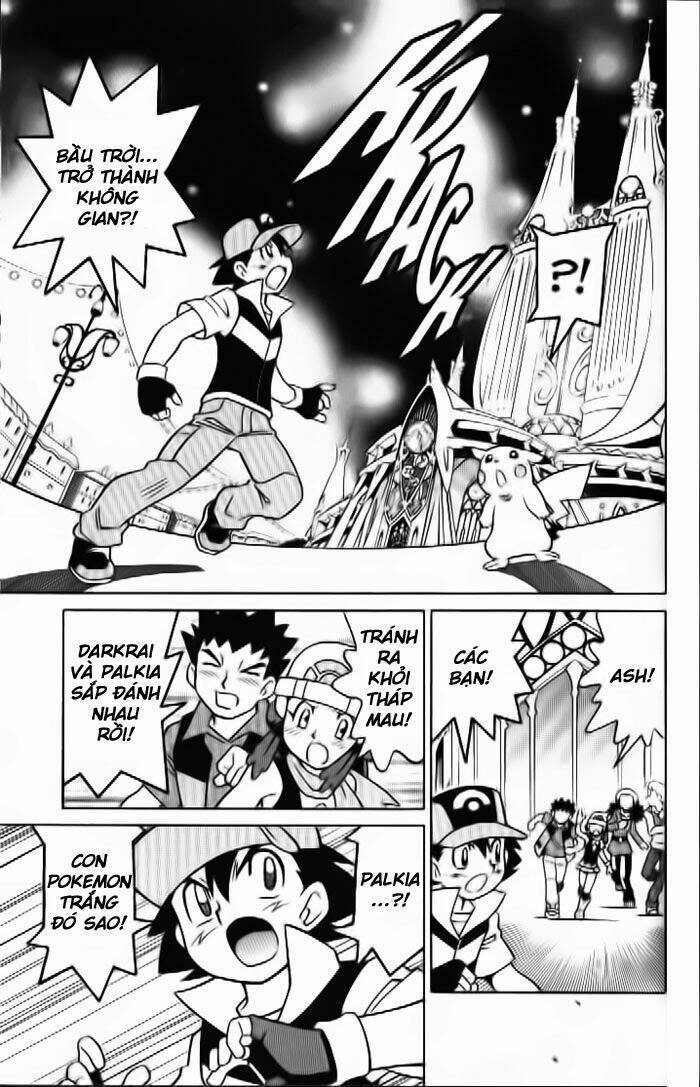 ?!
BẦU TRỜI...
TRỞ THÀNH
KHÔNG
GIAN?!
ASH!
CÁC
BẠN!
TRÁNH
RA
KHỎI
THÁP
MAU!
DARKRAI
VÀ PALKIA
SẮP ĐÁNH
NHAU
RỒI!
PALKIA
...?!
CON
POKEMON
TRẮNG
ĐÓ SAO!